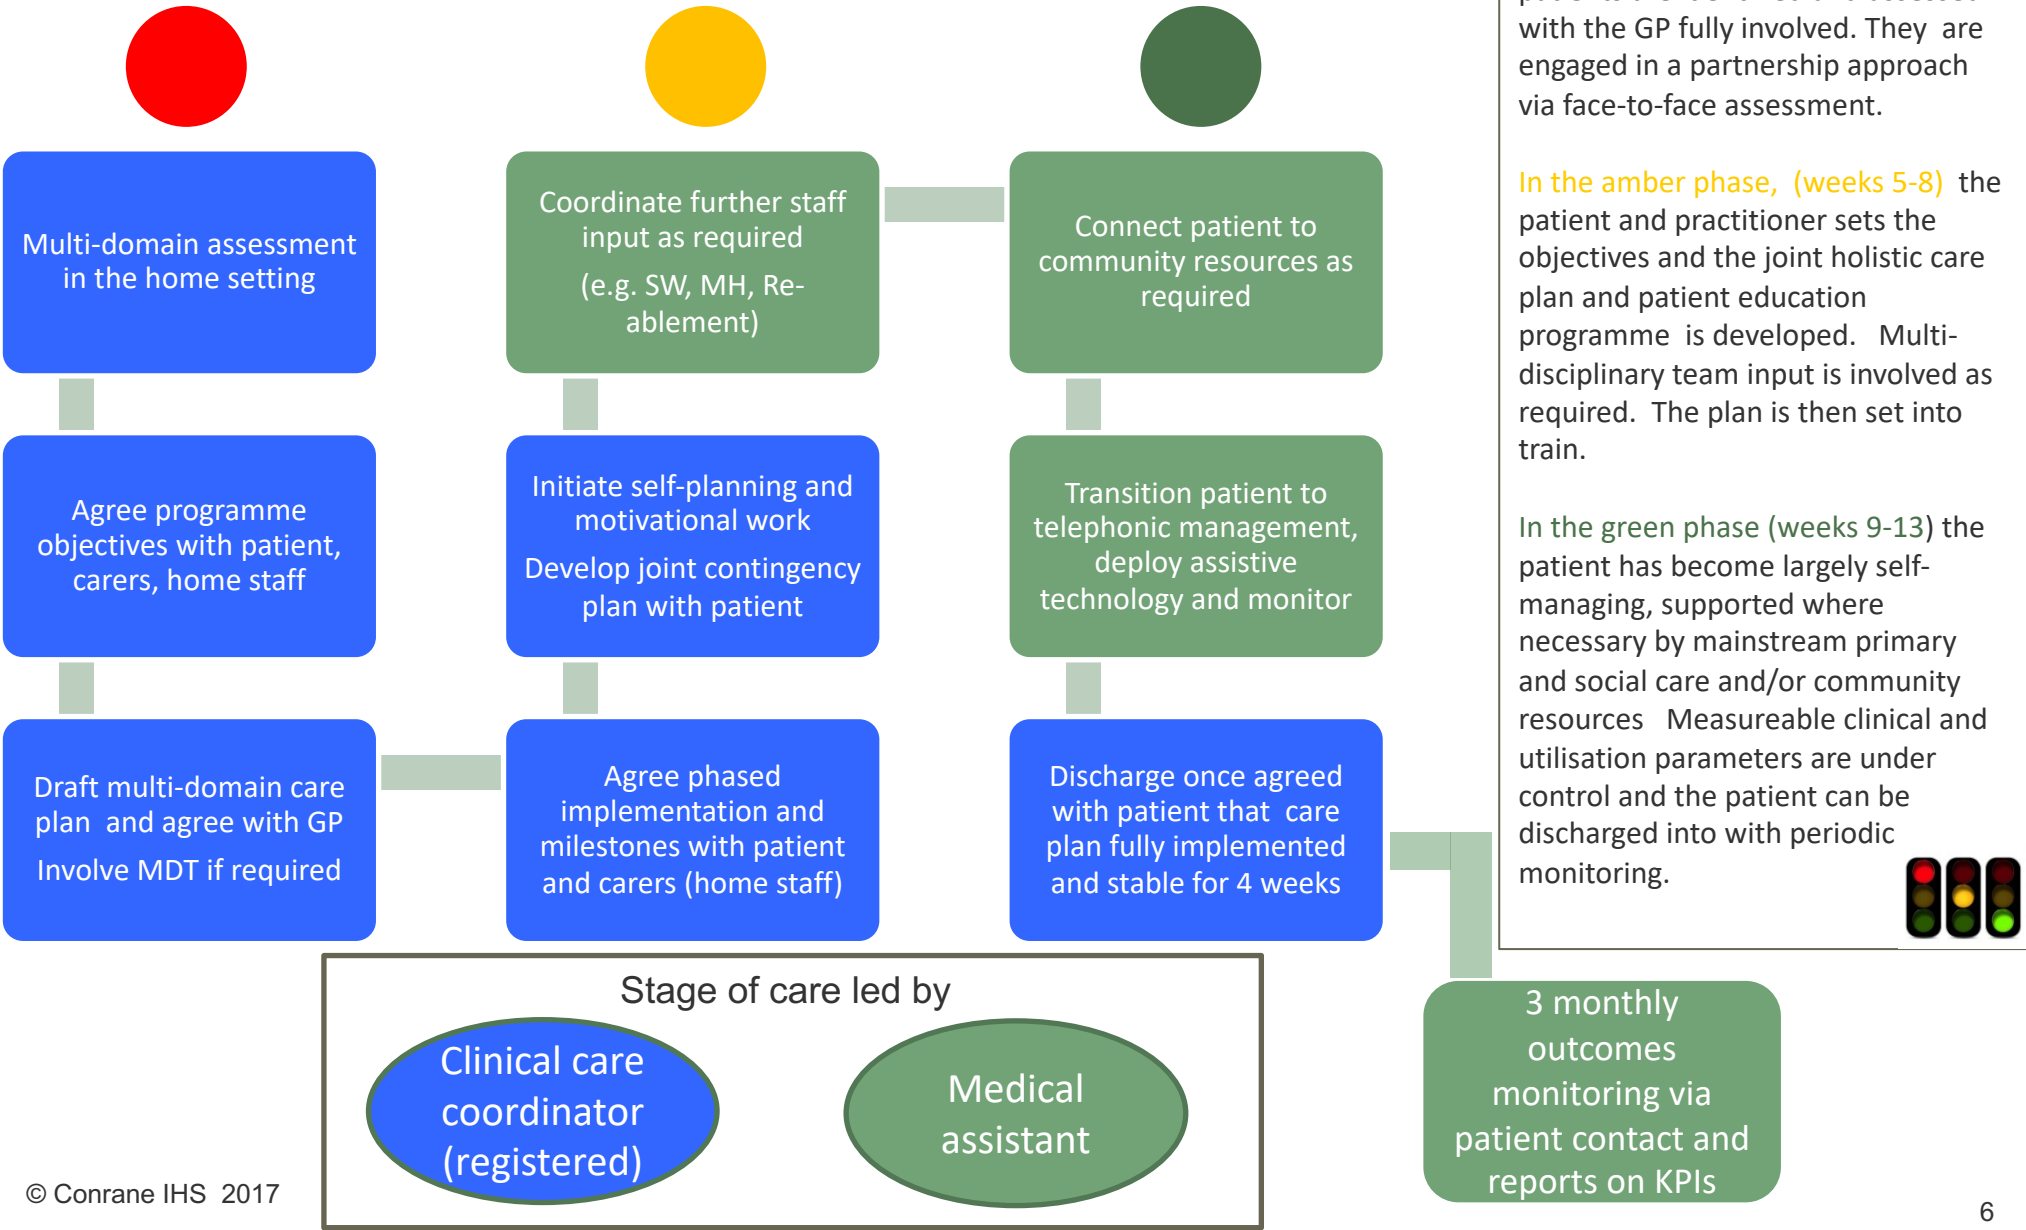 Multi-domain assessment
in the home setting
Agree programme
objectives with patient,
carers, home staff
Draft multi-domain care
plan and agree with GP
Involve MDT if required
Coordinate further staff
input as required
(e.g. SW, MH, Re-
ablement)
Initiate self-planning and
motivational work
Develop joint contingency
plan with patient
Agree phased
implementation and
milestones with patient
and carers (home staff)
Connect patient to
community resources as
required
Transition patient to
telephonic management,
deploy assistive
technology and monitor
Discharge once agreed
with patient that care
plan fully implemented
and stable for 4 weeks
with the GP fully involved. They are
engaged in a partnership approach
via face-to-face assessment.
In the amber phase, (weeks 5-8) the
patient and practitioner sets the
objectives and the joint holistic care
plan and patient education
programme is developed. Multi-
disciplinary team input is involved as
required. The plan is then set into
train.
In the green phase (weeks 9-13) the
patient has become largely self-
managing, supported where
necessary by mainstream primary
and social care and/or community
resources Measureable clinical and
utilisation parameters are under
control and the patient can be
discharged into with periodic
monitoring.
3 monthly
outcomes
monitoring via
patient contact and
reports on KPIs
Stage of care led by
Clinical care
coordinator
(registered)
Medical
assistant
© Conrane IHS 2017
6